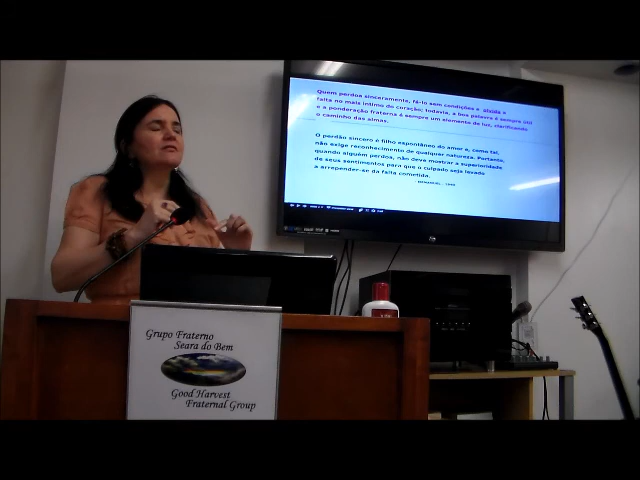 Quem perdoa sinceramente, fá-lo sem condições e olvida a
falta no mais íntimo do coração; todavia, a boa palavra é sempre útil
e a ponderação fraterna é sempre um elemento de luz, clarificando
o caminho das almas.
O perdão sincero é filho espontâneo do amor e, como tal,
não exige reconhecimento de qualquer natureza. Portanto,
quando alguém perdoa, não deve mostrar a superioridade
de seus sentimentos para que o culpado seja levado
a arrepender-se da falta cometida.
EMMANUEL, 1940
Grupo Fraterno
Seara do Bem
Good Harvest
Fraternal Group